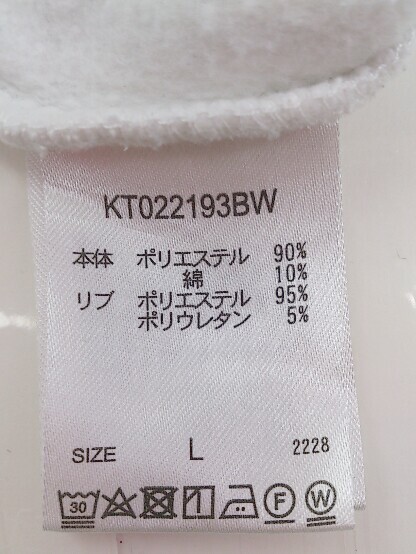 KT022193BW
本体 ポリエステル 90%
綿 10%
リブ ポリエステル 95%
ポリウレタン 5%
SIZE L 2228
30 F W